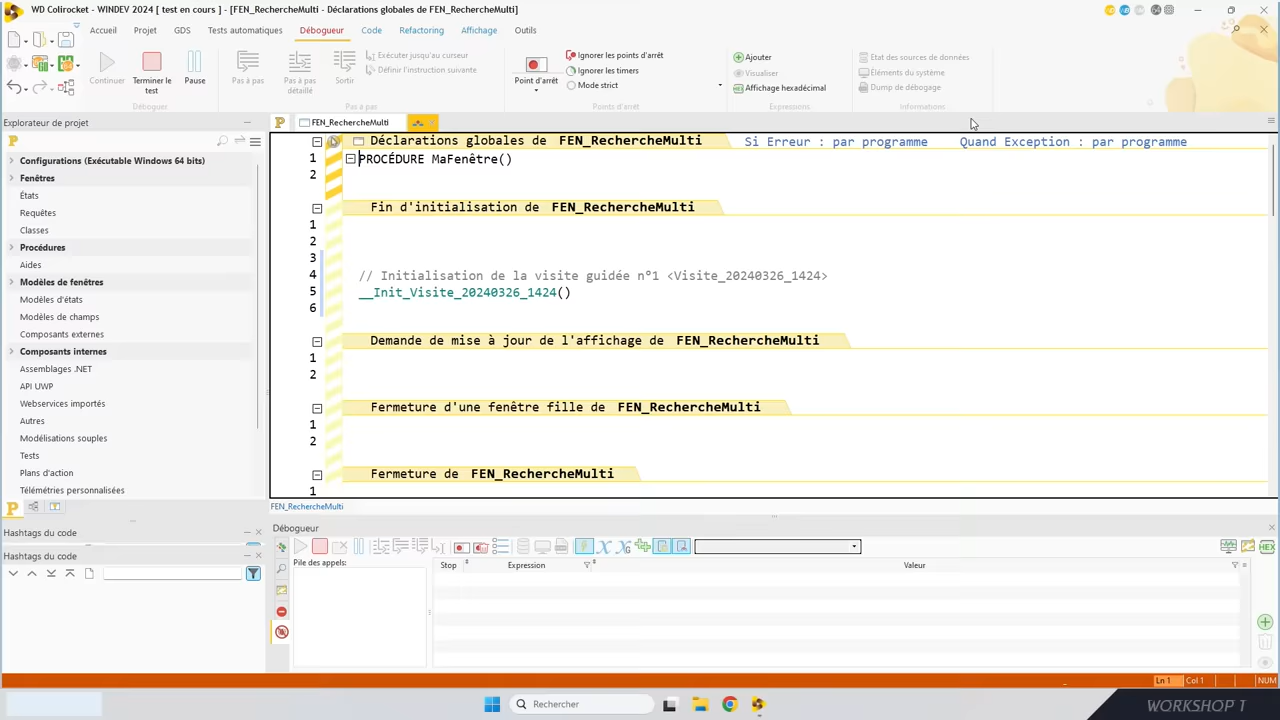 WD Colirocket - WINDEV 2024 [ test en cours ] - [FEN_RechercheMulti - Déclarations globales de FEN_RechercheMulti]
Accueil Projet GDS Tests automatiques Débogueur Code Refactoring Affichage Outils
Continuer
Terminer le test
Pause
Déboguer
Pas à pas
Pas à pas détaillé
Sortir
Exécuter jusqu'au curseur
Définir l'instruction suivante
Pas à pas
Point d'arrêt
Ignorer les points d'arrêt
Ignorer les timers
Mode strict
Points d'arrêt
Ajouter
Visualiser
Affichage hexadécimal
Expressions
Etat des sources de données
Éléments du système
Dump de débogage
Informations
Explorateur de projet
Configurations (Exécutable Windows 64 bits)
Fenêtres
États
Requêtes
Classes
Procédures
Aides
Modèles de fenêtres
Modèles d'états
Modèles de champs
Composants externes
Composants internes
Assemblages .NET
API UWP
Webservices importés
Autres
Modélisations souples
Tests
Plans d'action
Télémétries personnalisées
Hashtags du code
Hashtags du code
FEN_RechercheMulti
Déclarations globales de FEN_RechercheMulti Si Erreur : par programme Quand Exception : par programme
1 PROCÉDURE MaFenêtre()
2
Fin d'initialisation de FEN_RechercheMulti
1
2
3
4 // Initialisation de la visite guidée n°1 <Visite_20240326_1424>
5 __Init_Visite_20240326_1424()
6
Demande de mise à jour de l'affichage de FEN_RechercheMulti
1
2
Fermeture d'une fenêtre fille de FEN_RechercheMulti
1
2
Fermeture de FEN_RechercheMulti
1
FEN_RechercheMulti
Débogueur
HEX
Pile des appels:
Stop Expression Valeur
Ln 1 Col 1 NUM
Rechercher
WORKSHOP 1